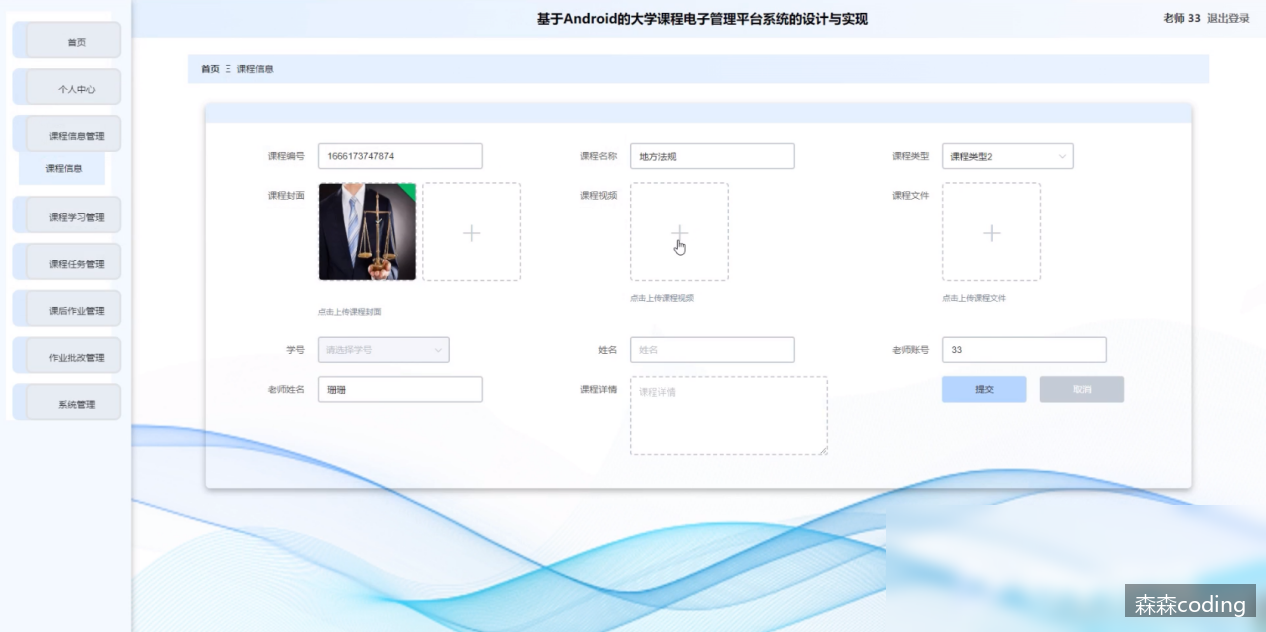 基于Android的大学课程电子管理平台系统的设计与实现
老师 33 退出登录
首页
个人中心
课程信息管理
课程信息
课程学习管理
课程任务管理
课后作业管理
作业批改管理
系统管理
首页 Ξ 课程信息
课程编号 1666173747874 课程名称 地方法规 课程类型 课程类型2
课程封面 课程视频 课程文件
点击上传课程封面 点击上传课程视频 点击上传课程文件
学号 请选择学号 姓名 姓名 老师账号 33
老师姓名 珊珊 课程详情 课程详情 提交 取消
森森coding